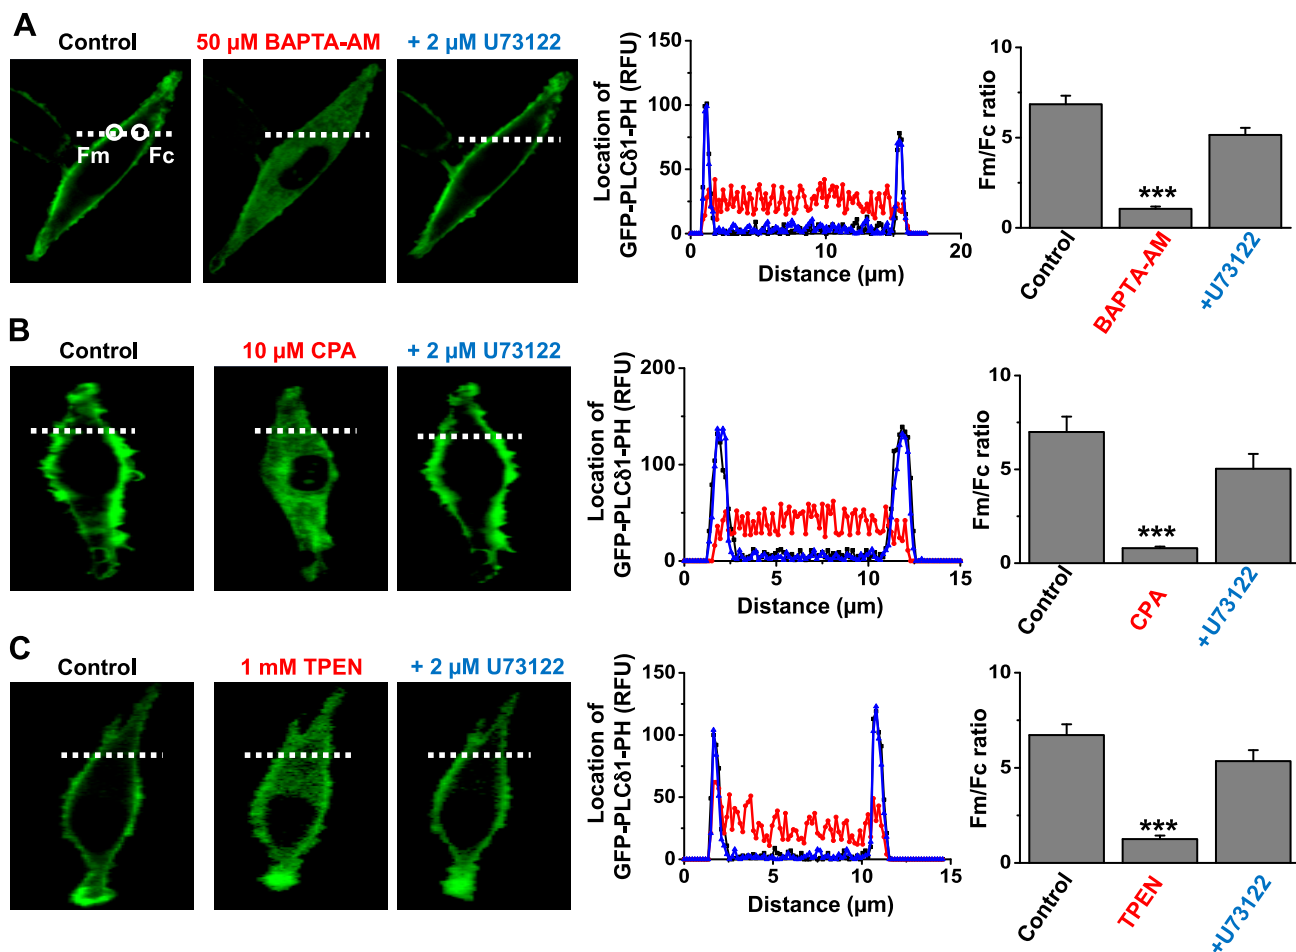 A
Control
50 µM BAPTA-AM
+ 2 µM U73122
Fm
Fc
Location of
GFP-PLCδ1-PH (RFU)
150
100
50
0
0
10
20
Distance (µm)
Fm/Fc ratio
10
5
0
***
Control
BAPTA-AM
+U73122
B
Control
10 µM CPA
+ 2 µM U73122
Location of
GFP-PLCδ1-PH (RFU)
200
100
0
0
5
10
15
Distance (µm)
Fm/Fc ratio
10
5
0
***
Control
CPA
+U73122
C
Control
1 mM TPEN
+ 2 µM U73122
Location of
GFP-PLCδ1-PH (RFU)
150
100
50
0
0
5
10
15
Distance (µm)
Fm/Fc ratio
10
5
0
***
Control
TPEN
+U73122